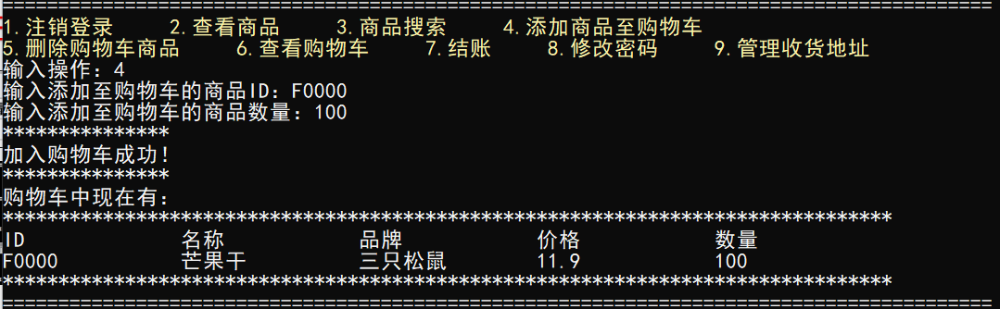 ==========================================================================================
1.注销登录     2.查看商品     3.商品搜索     4.添加商品至购物车
5.删除购物车商品     6.查看购物车     7.结账     8.修改密码     9.管理收货地址
输入操作：4
输入添加至购物车的商品ID：F0000
输入添加至购物车的商品数量：100
***************
加入购物车成功！
***************
购物车中现在有：
********************************************************************************
ID              名称            品牌            价格            数量
F0000           芒果干          三只松鼠        11.9            100
********************************************************************************
==========================================================================================